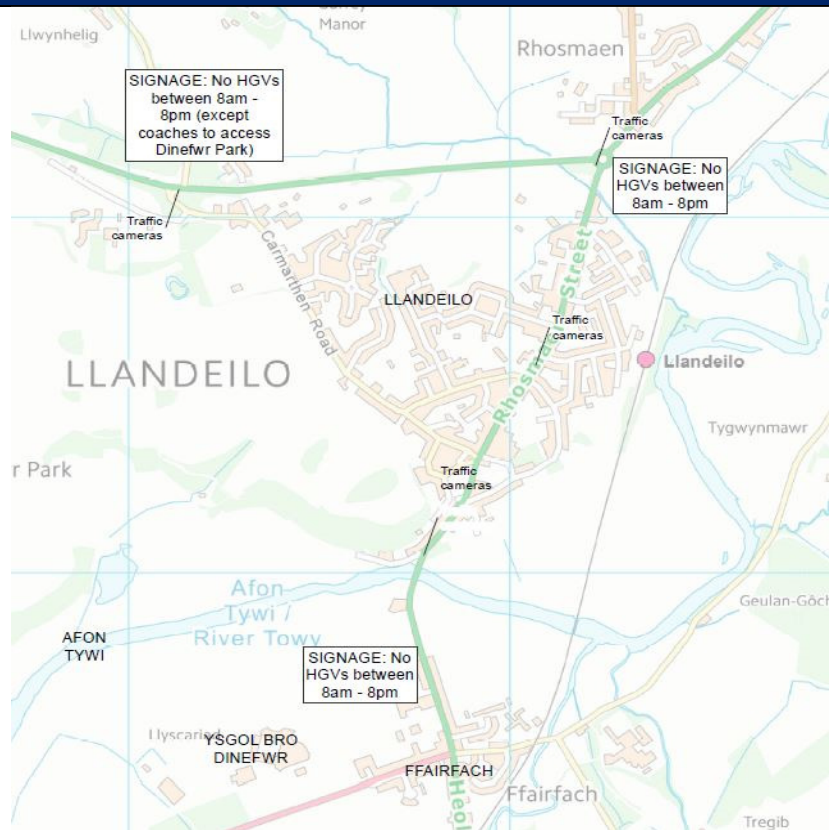 Manor
Llwynhelig
Rhosmaen
SIGNAGE: No HGVs
between 8am -
8pm (except
coaches to access
Dinefwr Park)
Traffic
cameras
SIGNAGE: No
HGVs between
8am - 8pm
Traffic
cameras
Carmarthen Road
LLANDEILO
Rhosmaen Street
Traffic
cameras
Llandeilo
LLANDEILO
Tygwynmawr
r Park
Traffic
cameras
Afon
Tywi /
River Towy
Geulan-Gôch
AFON
TYWI
SIGNAGE: No
HGVs between
8am - 8pm
Llyscaried
YSGOL BRO
DINEFWR
FFAIRFACH
Ffairfach
Heol
Tregib